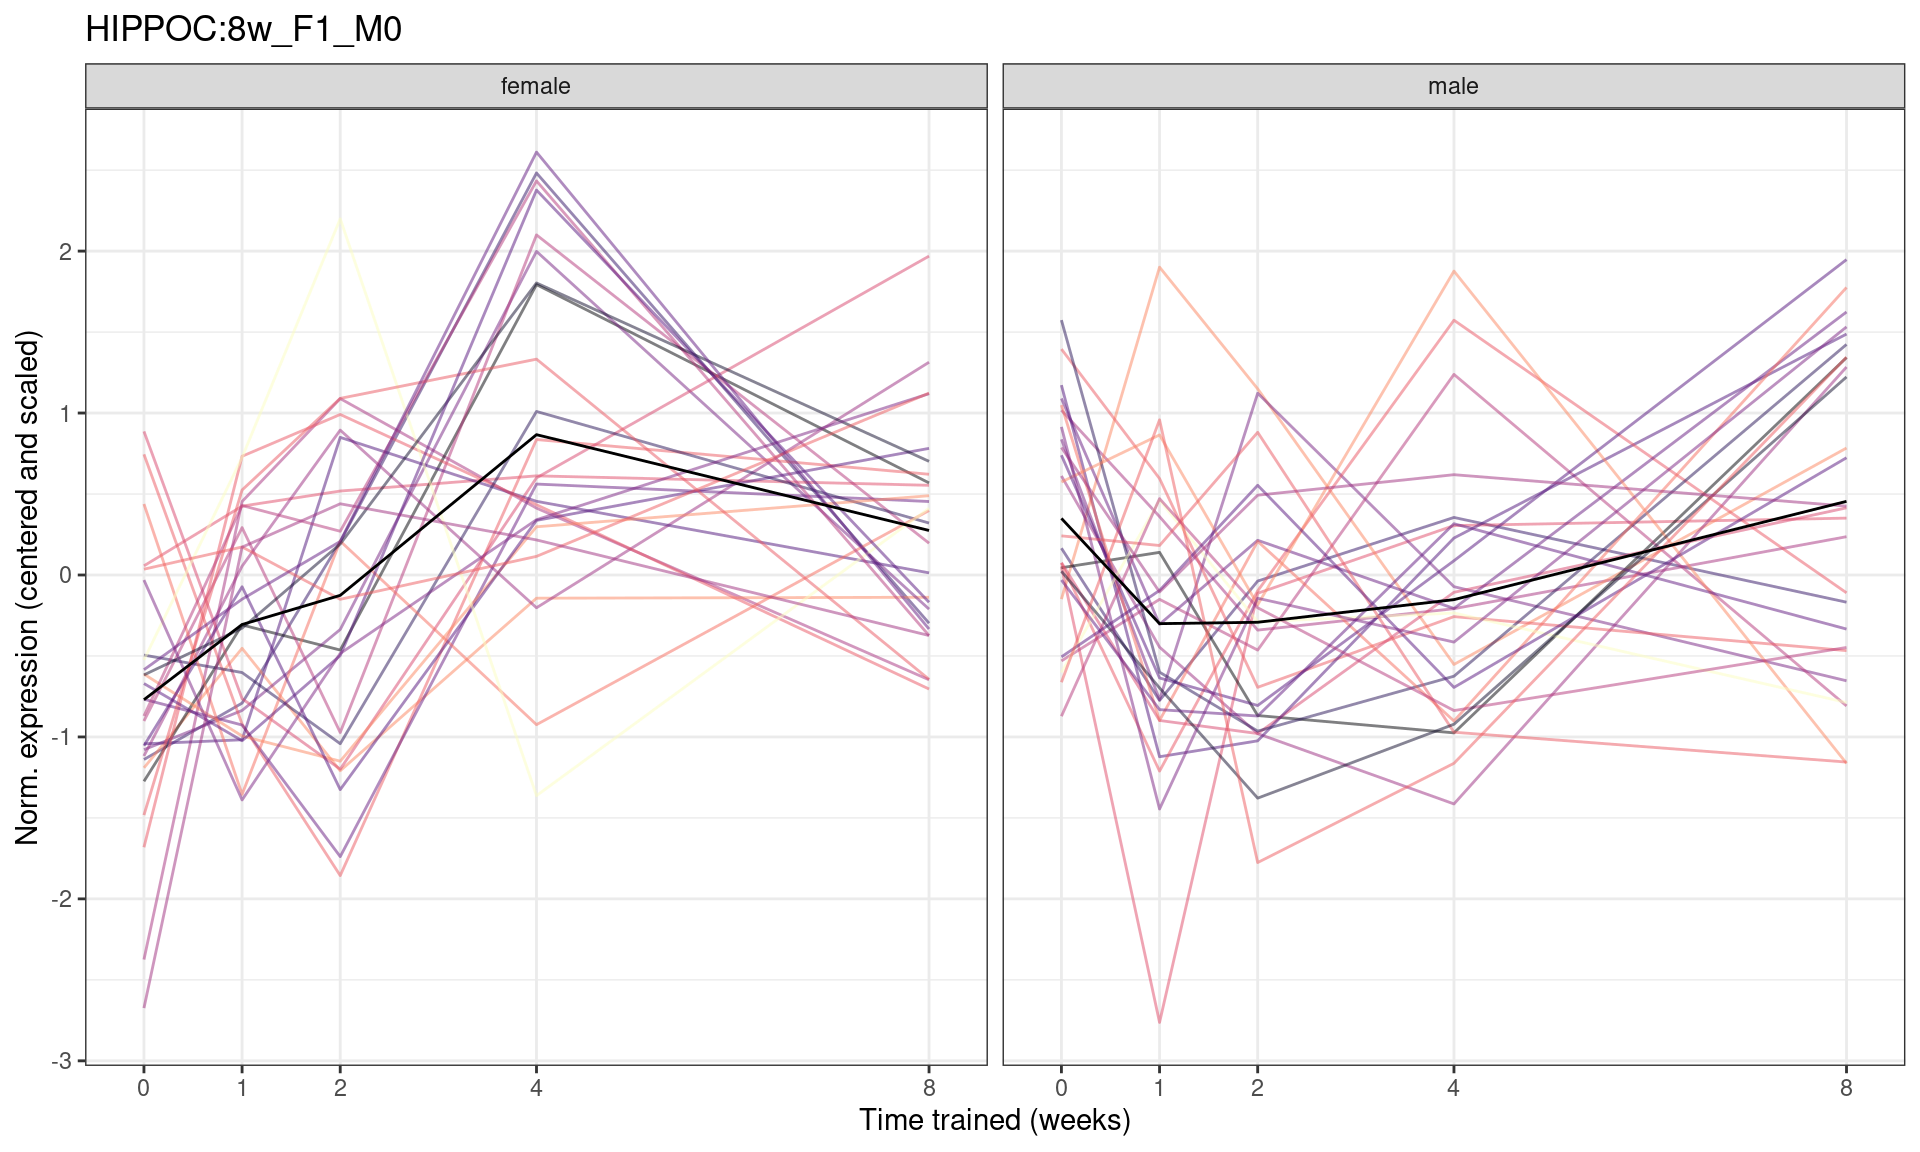 HIPPOC:8w_F1_M0
female
male
Norm. expression (centered and scaled)
2
1
0
-1
-2
-3
0 1 2 4 8
0 1 2 4 8
Time trained (weeks)